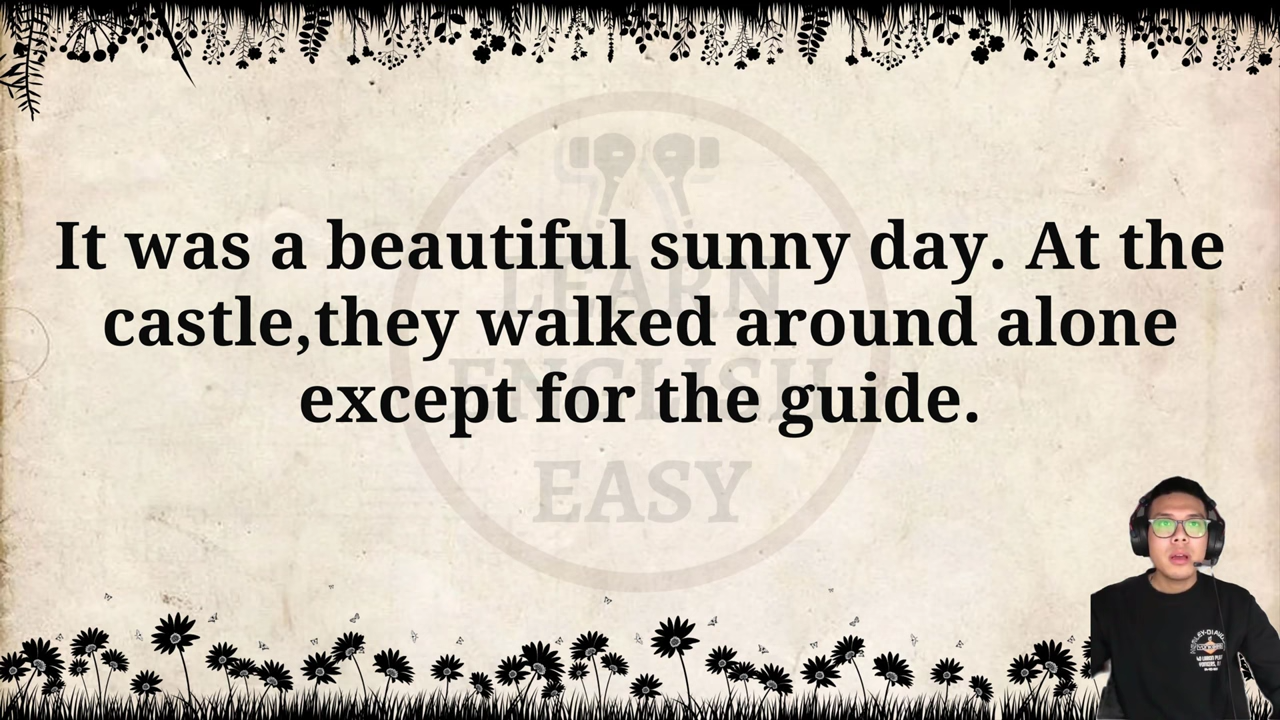 It was a beautiful sunny day. At the
castle,they walked around alone
except for the guide.
LEARN
ENGLISH
EASY